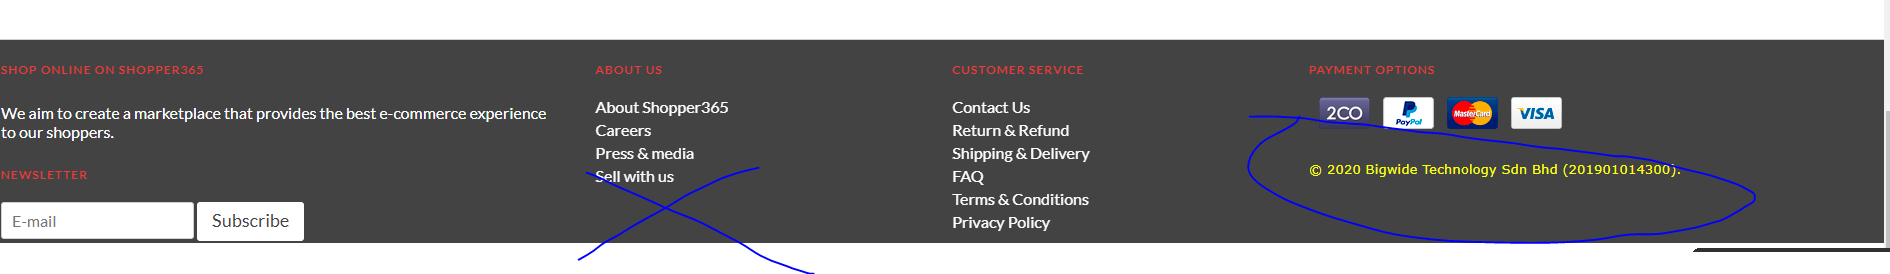 SHOP ONLINE ON SHOPPER365
We aim to create a marketplace that provides the best e-commerce experience
to our shoppers.
NEWSLETTER
E-mail
Subscribe
ABOUT US
About Shopper365
Careers
Press & media
Sell with us
CUSTOMER SERVICE
Contact Us
Return & Refund
Shipping & Delivery
FAQ
Terms & Conditions
Privacy Policy
PAYMENT OPTIONS
2CO
PayPal
MasterCard
VISA
© 2020 Bigwide Technology Sdn Bhd (201901014300).